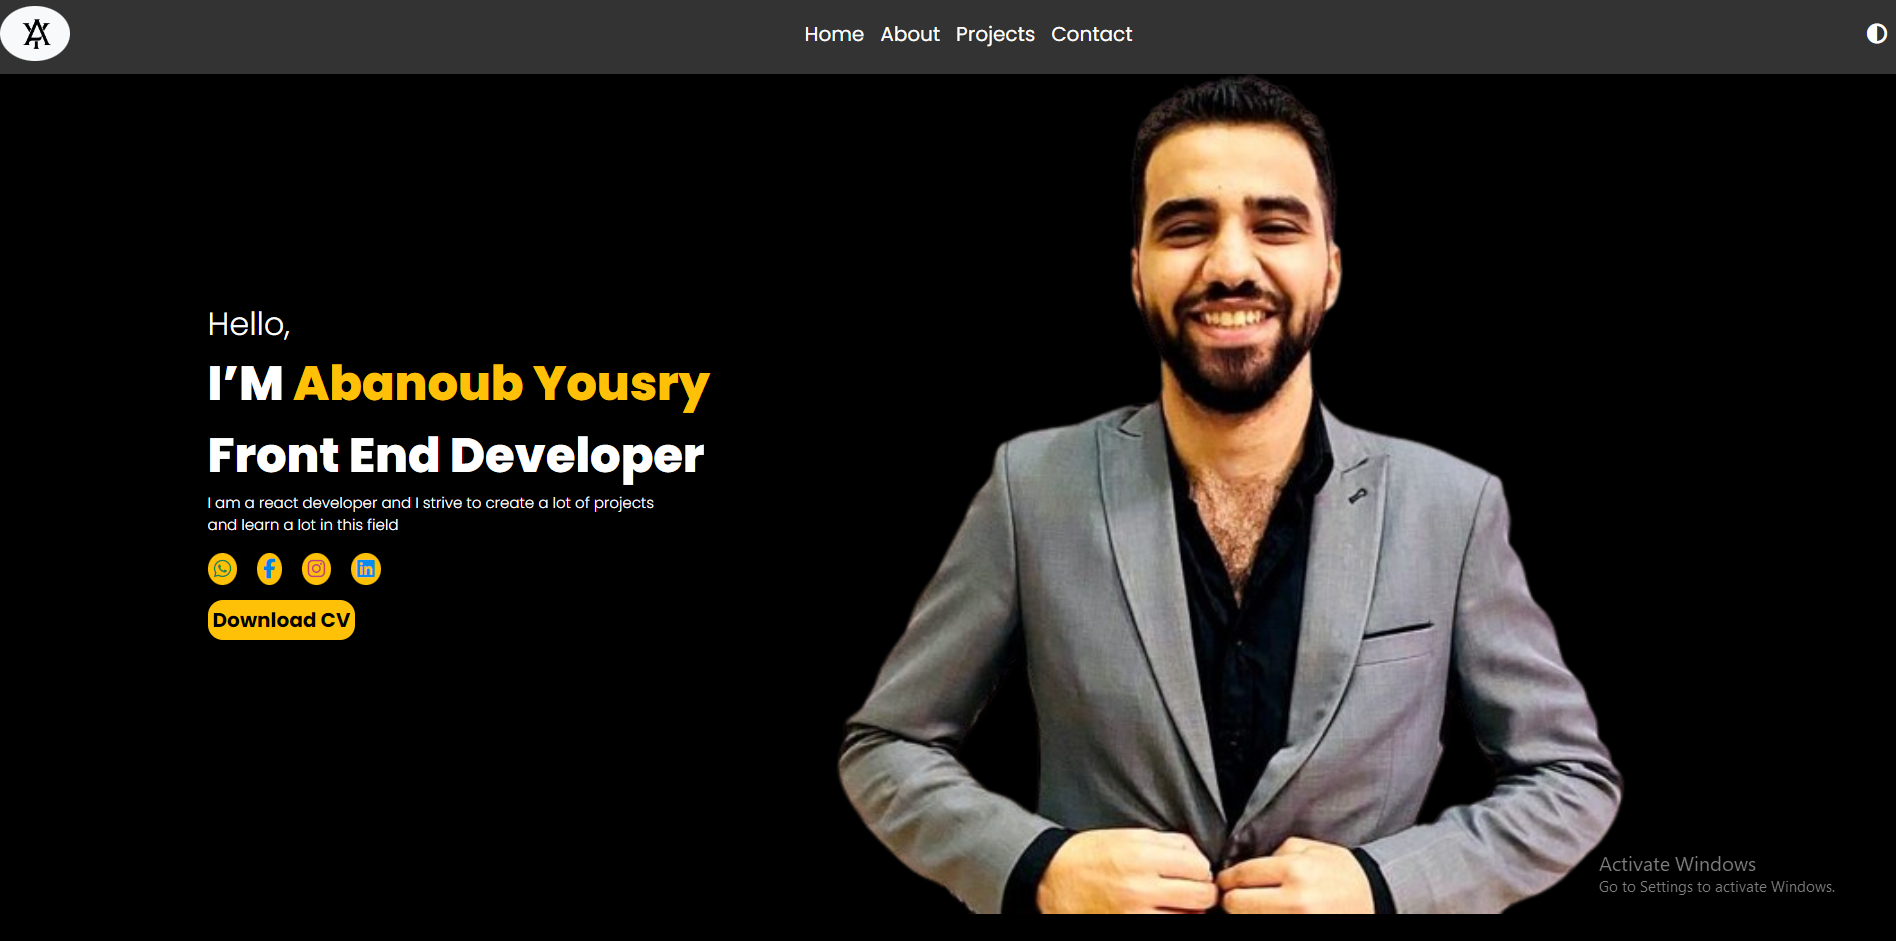 Home About Projects Contact
Hello,
I’M Abanoub Yousry
Front End Developer
I am a react developer and I strive to create a lot of projects
and learn a lot in this field
Download CV
Activate Windows
Go to Settings to activate Windows.